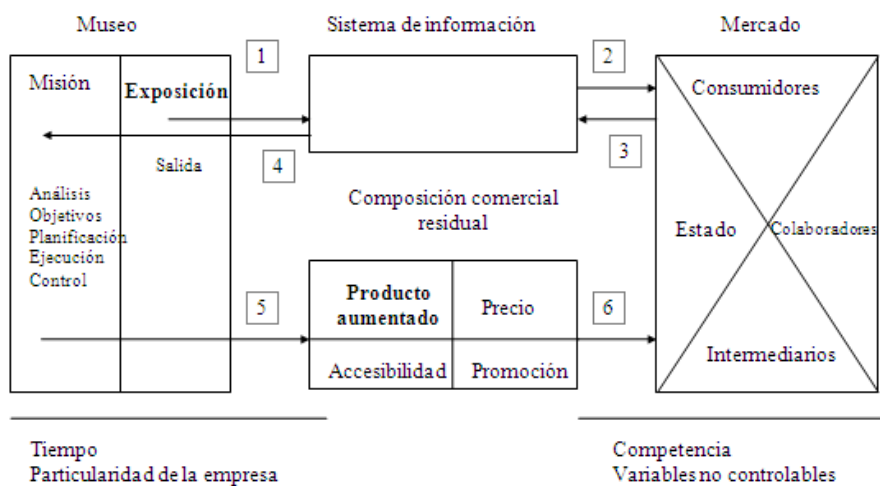 Museo
Sistema de información
Mercado
1
2
Misión
Exposición
Consumidores
4
3
Salida
Análisis
Objetivos
Planificación
Ejecución
Control
Composición comercial
residual
Estado
Colaboradores
5
Producto
aumentado
Precio
6
Accesibilidad
Promoción
Intermediarios
Tiempo
Particularidad de la empresa
Competencia
Variables no controlables